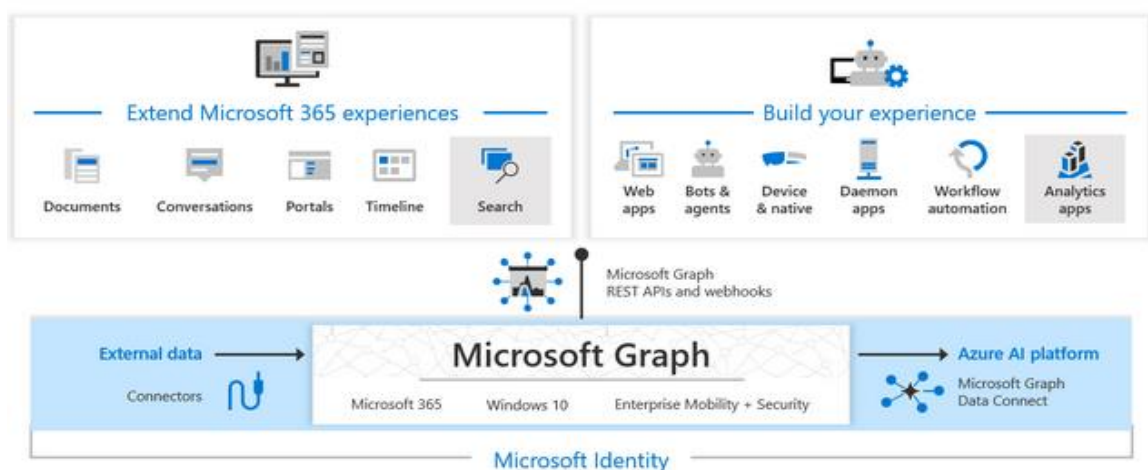 Extend Microsoft 365 experiences
Documents
Conversations
Portals
Timeline
Search
Build your experience
Web
apps
Bots &
agents
Device
& native
Daemon
apps
Workflow
automation
Analytics
apps
Microsoft Graph
REST APIs and webhooks
External data
Connectors
Microsoft Graph
Microsoft 365
Windows 10
Enterprise Mobility + Security
Azure AI platform
Microsoft Graph
Data Connect
Microsoft Identity